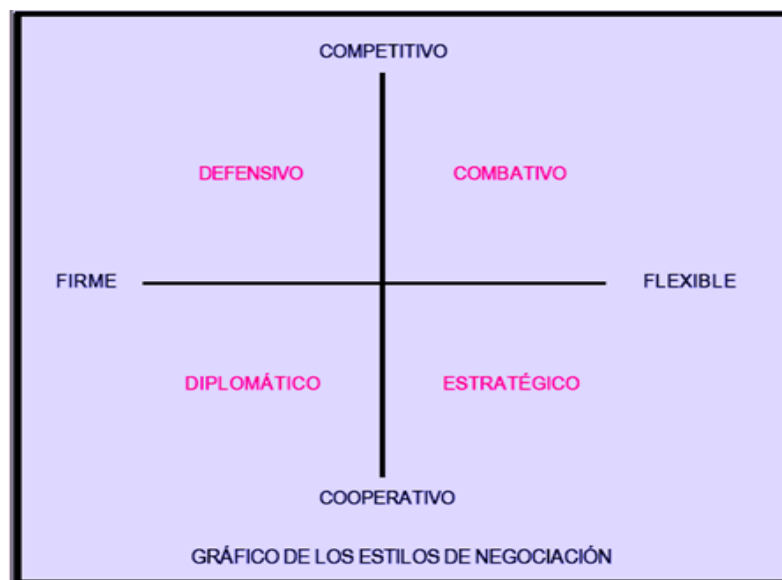 COMPETITIVO
DEFENSIVO COMBATIVO
FIRME FLEXIBLE
DIPLOMÁTICO ESTRATÉGICO
COOPERATIVO
GRÁFICO DE LOS ESTILOS DE NEGOCIACIÓN